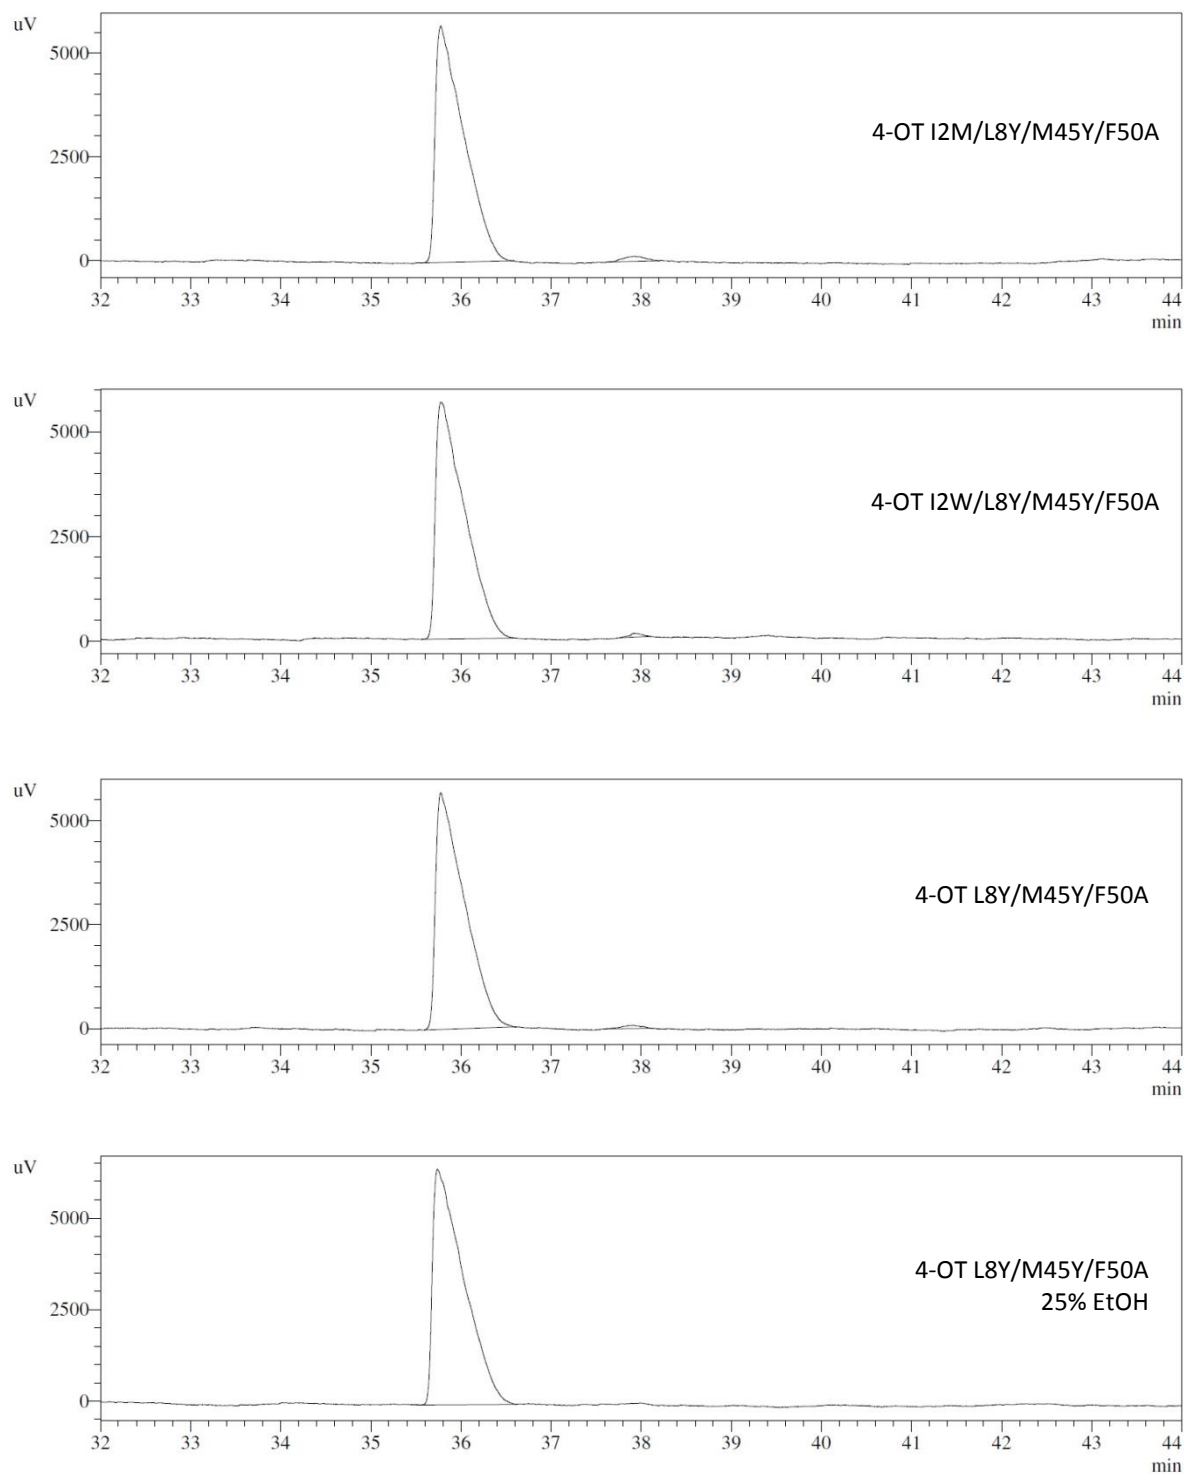 uV
5000
4-OT I2M/L8Y/M45Y/F50A
2500
0
32 33 34 35 36 37 38 39 40 41 42 43 44
min
uV
5000
4-OT I2W/L8Y/M45Y/F50A
2500
0
32 33 34 35 36 37 38 39 40 41 42 43 44
min
uV
5000
4-OT L8Y/M45Y/F50A
2500
0
32 33 34 35 36 37 38 39 40 41 42 43 44
min
uV
5000
4-OT L8Y/M45Y/F50A
25% EtOH
2500
0
32 33 34 35 36 37 38 39 40 41 42 43 44
min